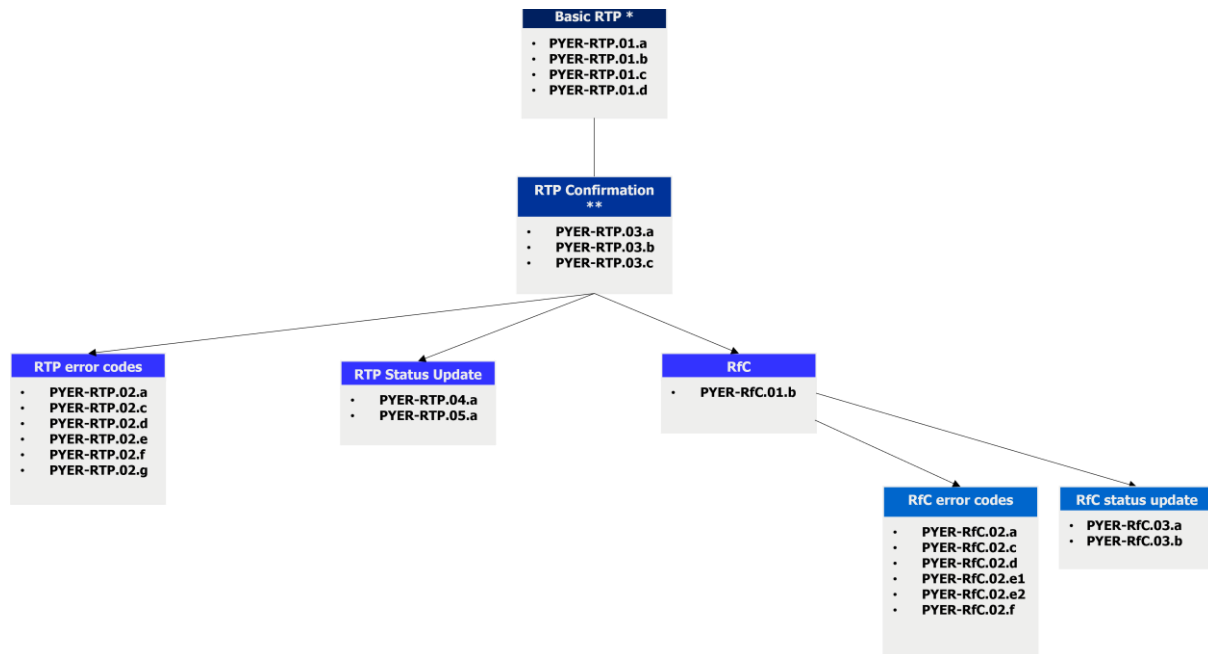 Basic RTP *
• PYER-RTP.01.a
• PYER-RTP.01.b
• PYER-RTP.01.c
• PYER-RTP.01.d
RTP Confirmation
**
• PYER-RTP.03.a
• PYER-RTP.03.b
• PYER-RTP.03.c
RTP error codes
• PYER-RTP.02.a
• PYER-RTP.02.c
• PYER-RTP.02.d
• PYER-RTP.02.e
• PYER-RTP.02.f
• PYER-RTP.02.g
RTP Status Update
• PYER-RTP.04.a
• PYER-RTP.05.a
RfC
• PYER-RfC.01.b
RfC error codes
• PYER-RfC.02.a
• PYER-RfC.02.c
• PYER-RfC.02.d
• PYER-RfC.02.e1
• PYER-RfC.02.e2
• PYER-RfC.02.f
RfC status update
• PYER-RfC.03.a
• PYER-RfC.03.b